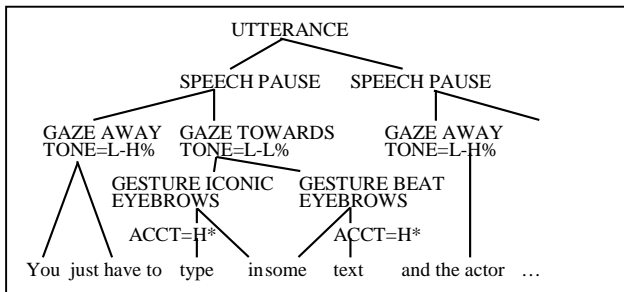 UTTERANCE
SPEECH PAUSE SPEECH PAUSE
GAZE AWAY GAZE TOWARDS GAZE AWAY
TONE=L-H% TONE=L-L% TONE=L-H%
GESTURE ICONIC GESTURE BEAT
EYEBROWS EYEBROWS
ACCT=H* ACCT=H*
You just have to type in some text and the actor …